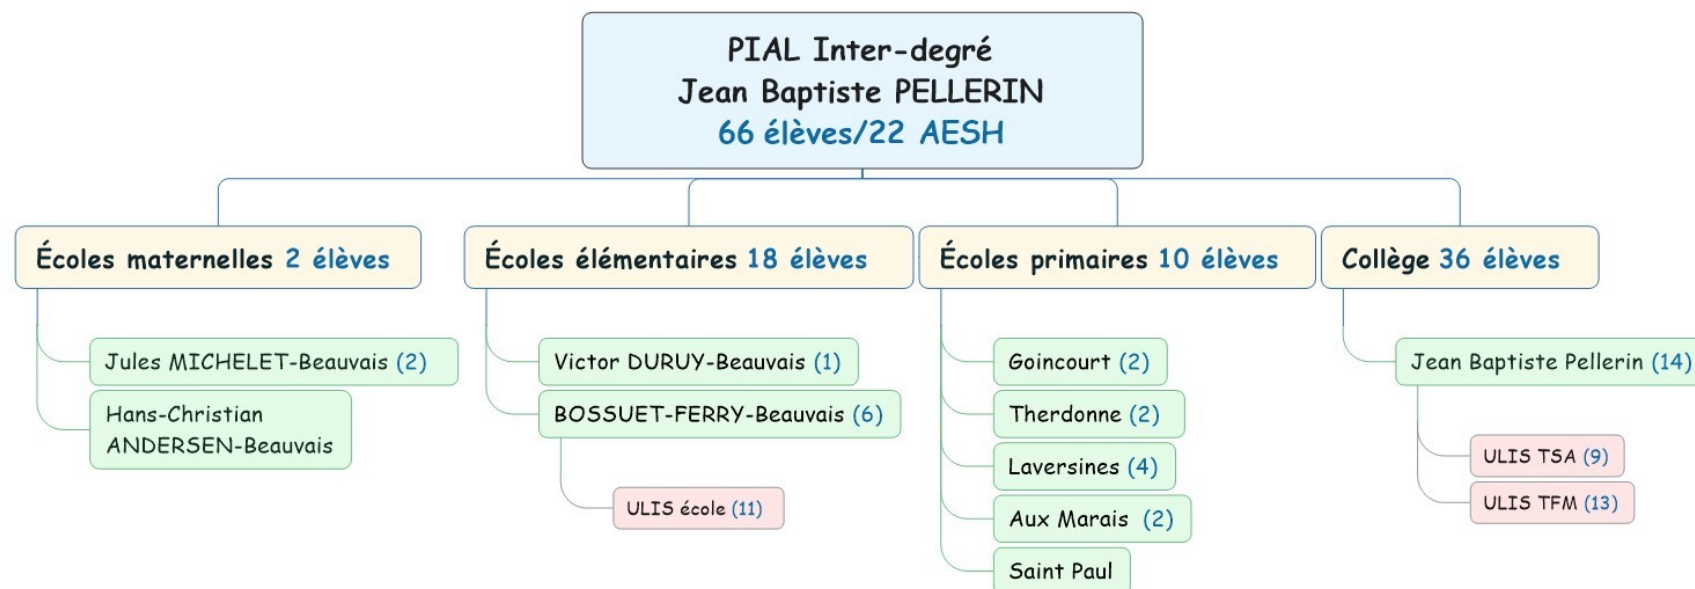 PIAL Inter-degré
Jean Baptiste PELLERIN
66 élèves/22 AESH
Écoles maternelles 2 élèves
Jules MICHELET-Beauvais (2)
Hans-Christian
ANDERSEN-Beauvais
Écoles élémentaires 18 élèves
Victor DURUY-Beauvais (1)
BOSSUET-FERRY-Beauvais (6)
ULIS école (11)
Écoles primaires 10 élèves
Goincourt (2)
Therdonne (2)
Laversines (4)
Aux Marais (2)
Saint Paul
Collège 36 élèves
Jean Baptiste Pellerin (14)
ULIS TSA (9)
ULIS TFM (13)